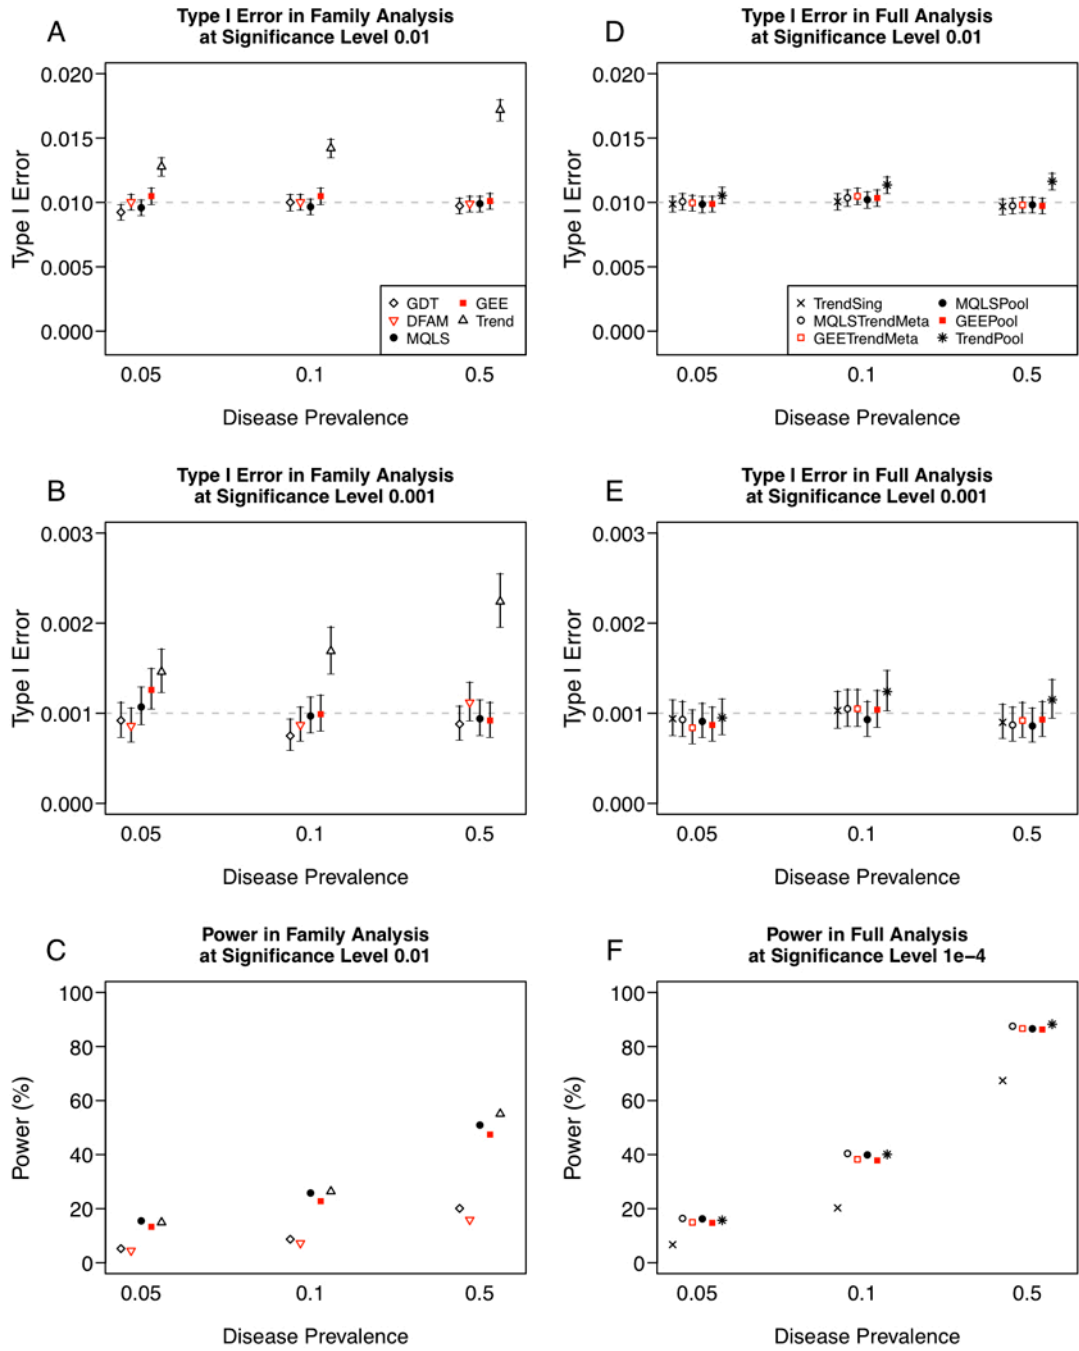 A
Type I Error in Family Analysis
at Significance Level 0.01
Type I Error
0.020
0.015
0.010
0.005
0.000
GDT
DFAM
MQLS
GEE
Trend
0.05 0.1 0.5
Disease Prevalence
D
Type I Error in Full Analysis
at Significance Level 0.01
Type I Error
0.020
0.015
0.010
0.005
0.000
TrendSing
MQLSTrendMeta
GEETrendMeta
MQLSPool
GEEPool
TrendPool
0.05 0.1 0.5
Disease Prevalence
B
Type I Error in Family Analysis
at Significance Level 0.001
Type I Error
0.003
0.002
0.001
0.000
0.05 0.1 0.5
Disease Prevalence
E
Type I Error in Full Analysis
at Significance Level 0.001
Type I Error
0.003
0.002
0.001
0.000
0.05 0.1 0.5
Disease Prevalence
C
Power in Family Analysis
at Significance Level 0.01
Power (%)
100
80
60
40
20
0
0.05 0.1 0.5
Disease Prevalence
F
Power in Full Analysis
at Significance Level 1e−4
Power (%)
100
80
60
40
20
0
0.05 0.1 0.5
Disease Prevalence